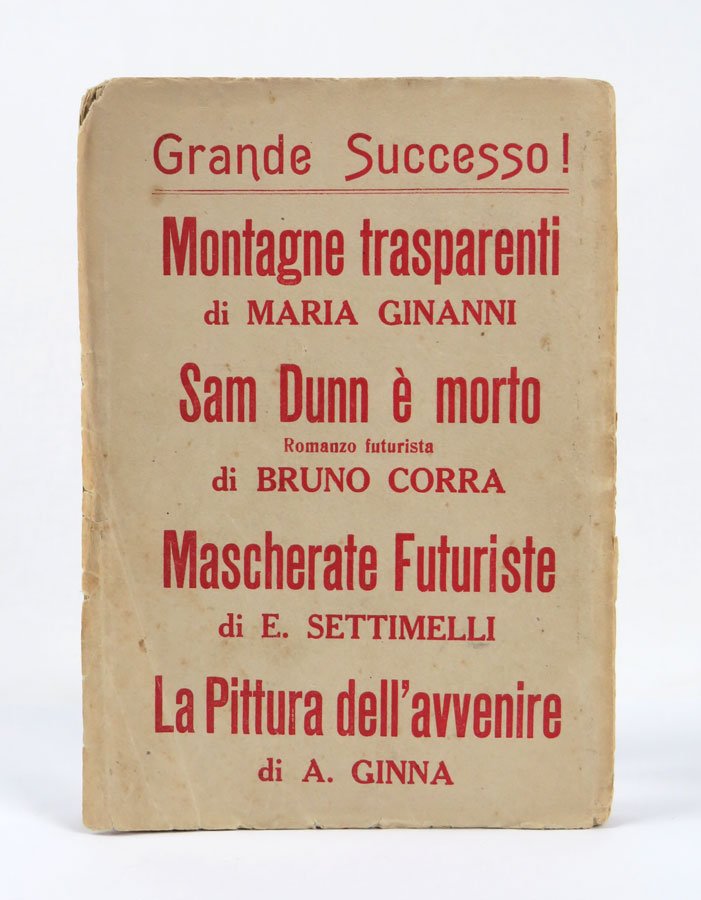 Grande Successo!
Montagne trasparenti
di MARIA GINANNI
Sam Dunn è morto
Romanzo futurista
di BRUNO CORRA
Mascherate Futuriste
di E. SETTIMELLI
La Pittura dell'avvenire
di A. GINNA